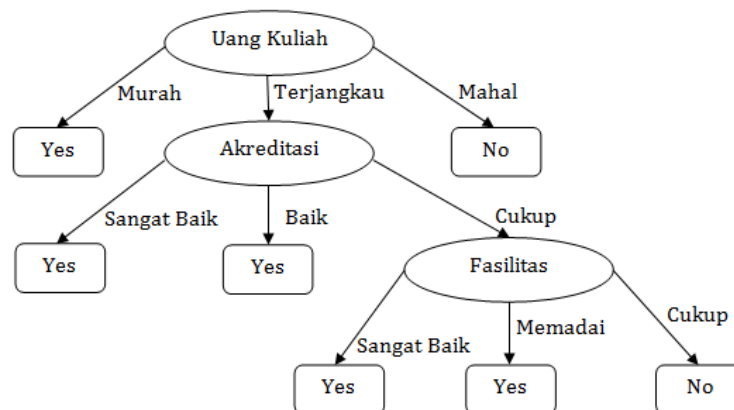 Uang Kuliah
Murah
Terjangkau
Mahal
Yes
Akreditasi
No
Sangat Baik
Baik
Cukup
Yes
Yes
Fasilitas
Sangat Baik
Memadai
Cukup
Yes
Yes
No